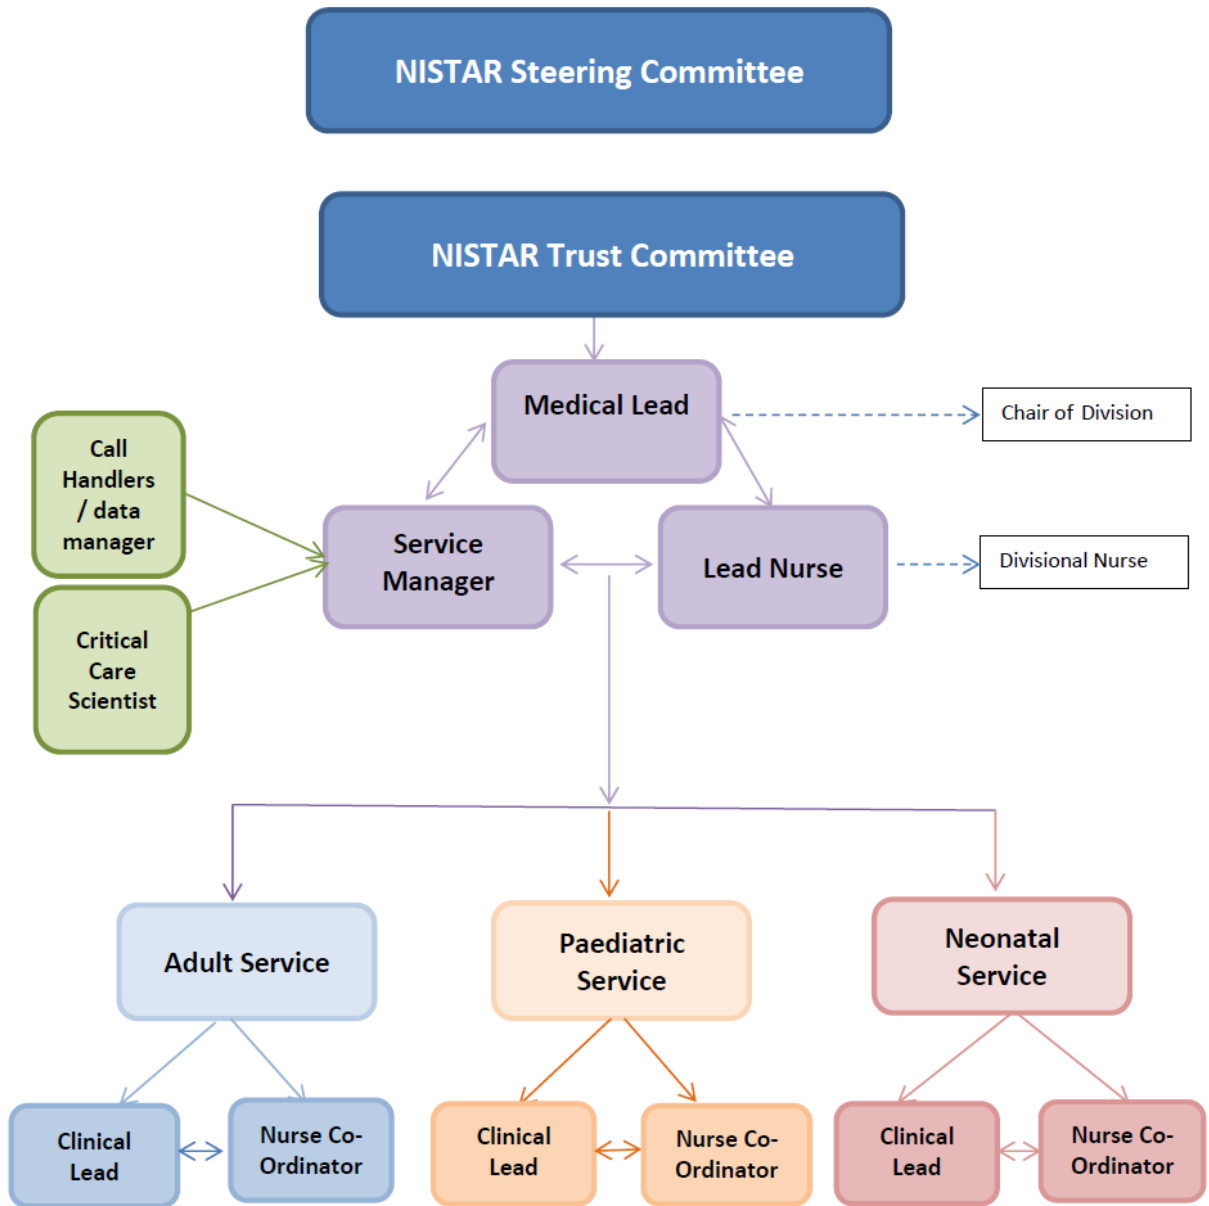 NISTAR Steering Committee
NISTAR Trust Committee
Medical Lead
Chair of Division
Call
Handlers
/ data
manager
Service
Manager
Lead Nurse
Divisional Nurse
Critical
Care
Scientist
Adult Service
Paediatric
Service
Neonatal
Service
Clinical
Lead
Nurse Co-
Ordinator
Clinical
Lead
Nurse Co-
Ordinator
Clinical
Lead
Nurse Co-
Ordinator